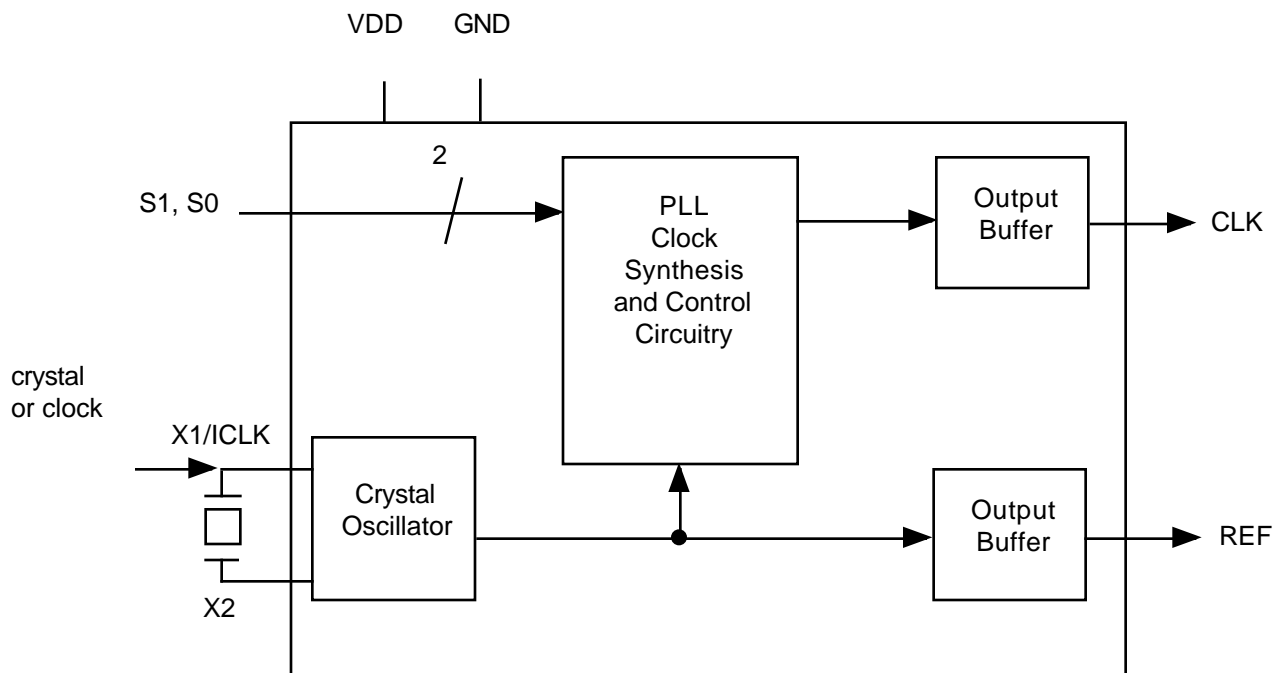 VDD GND
2
S1, S0
PLL
Clock
Synthesis
and Control
Circuitry
Output
Buffer
CLK
crystal
or clock
X1/ICLK
Crystal
Oscillator
X2
Output
Buffer
REF